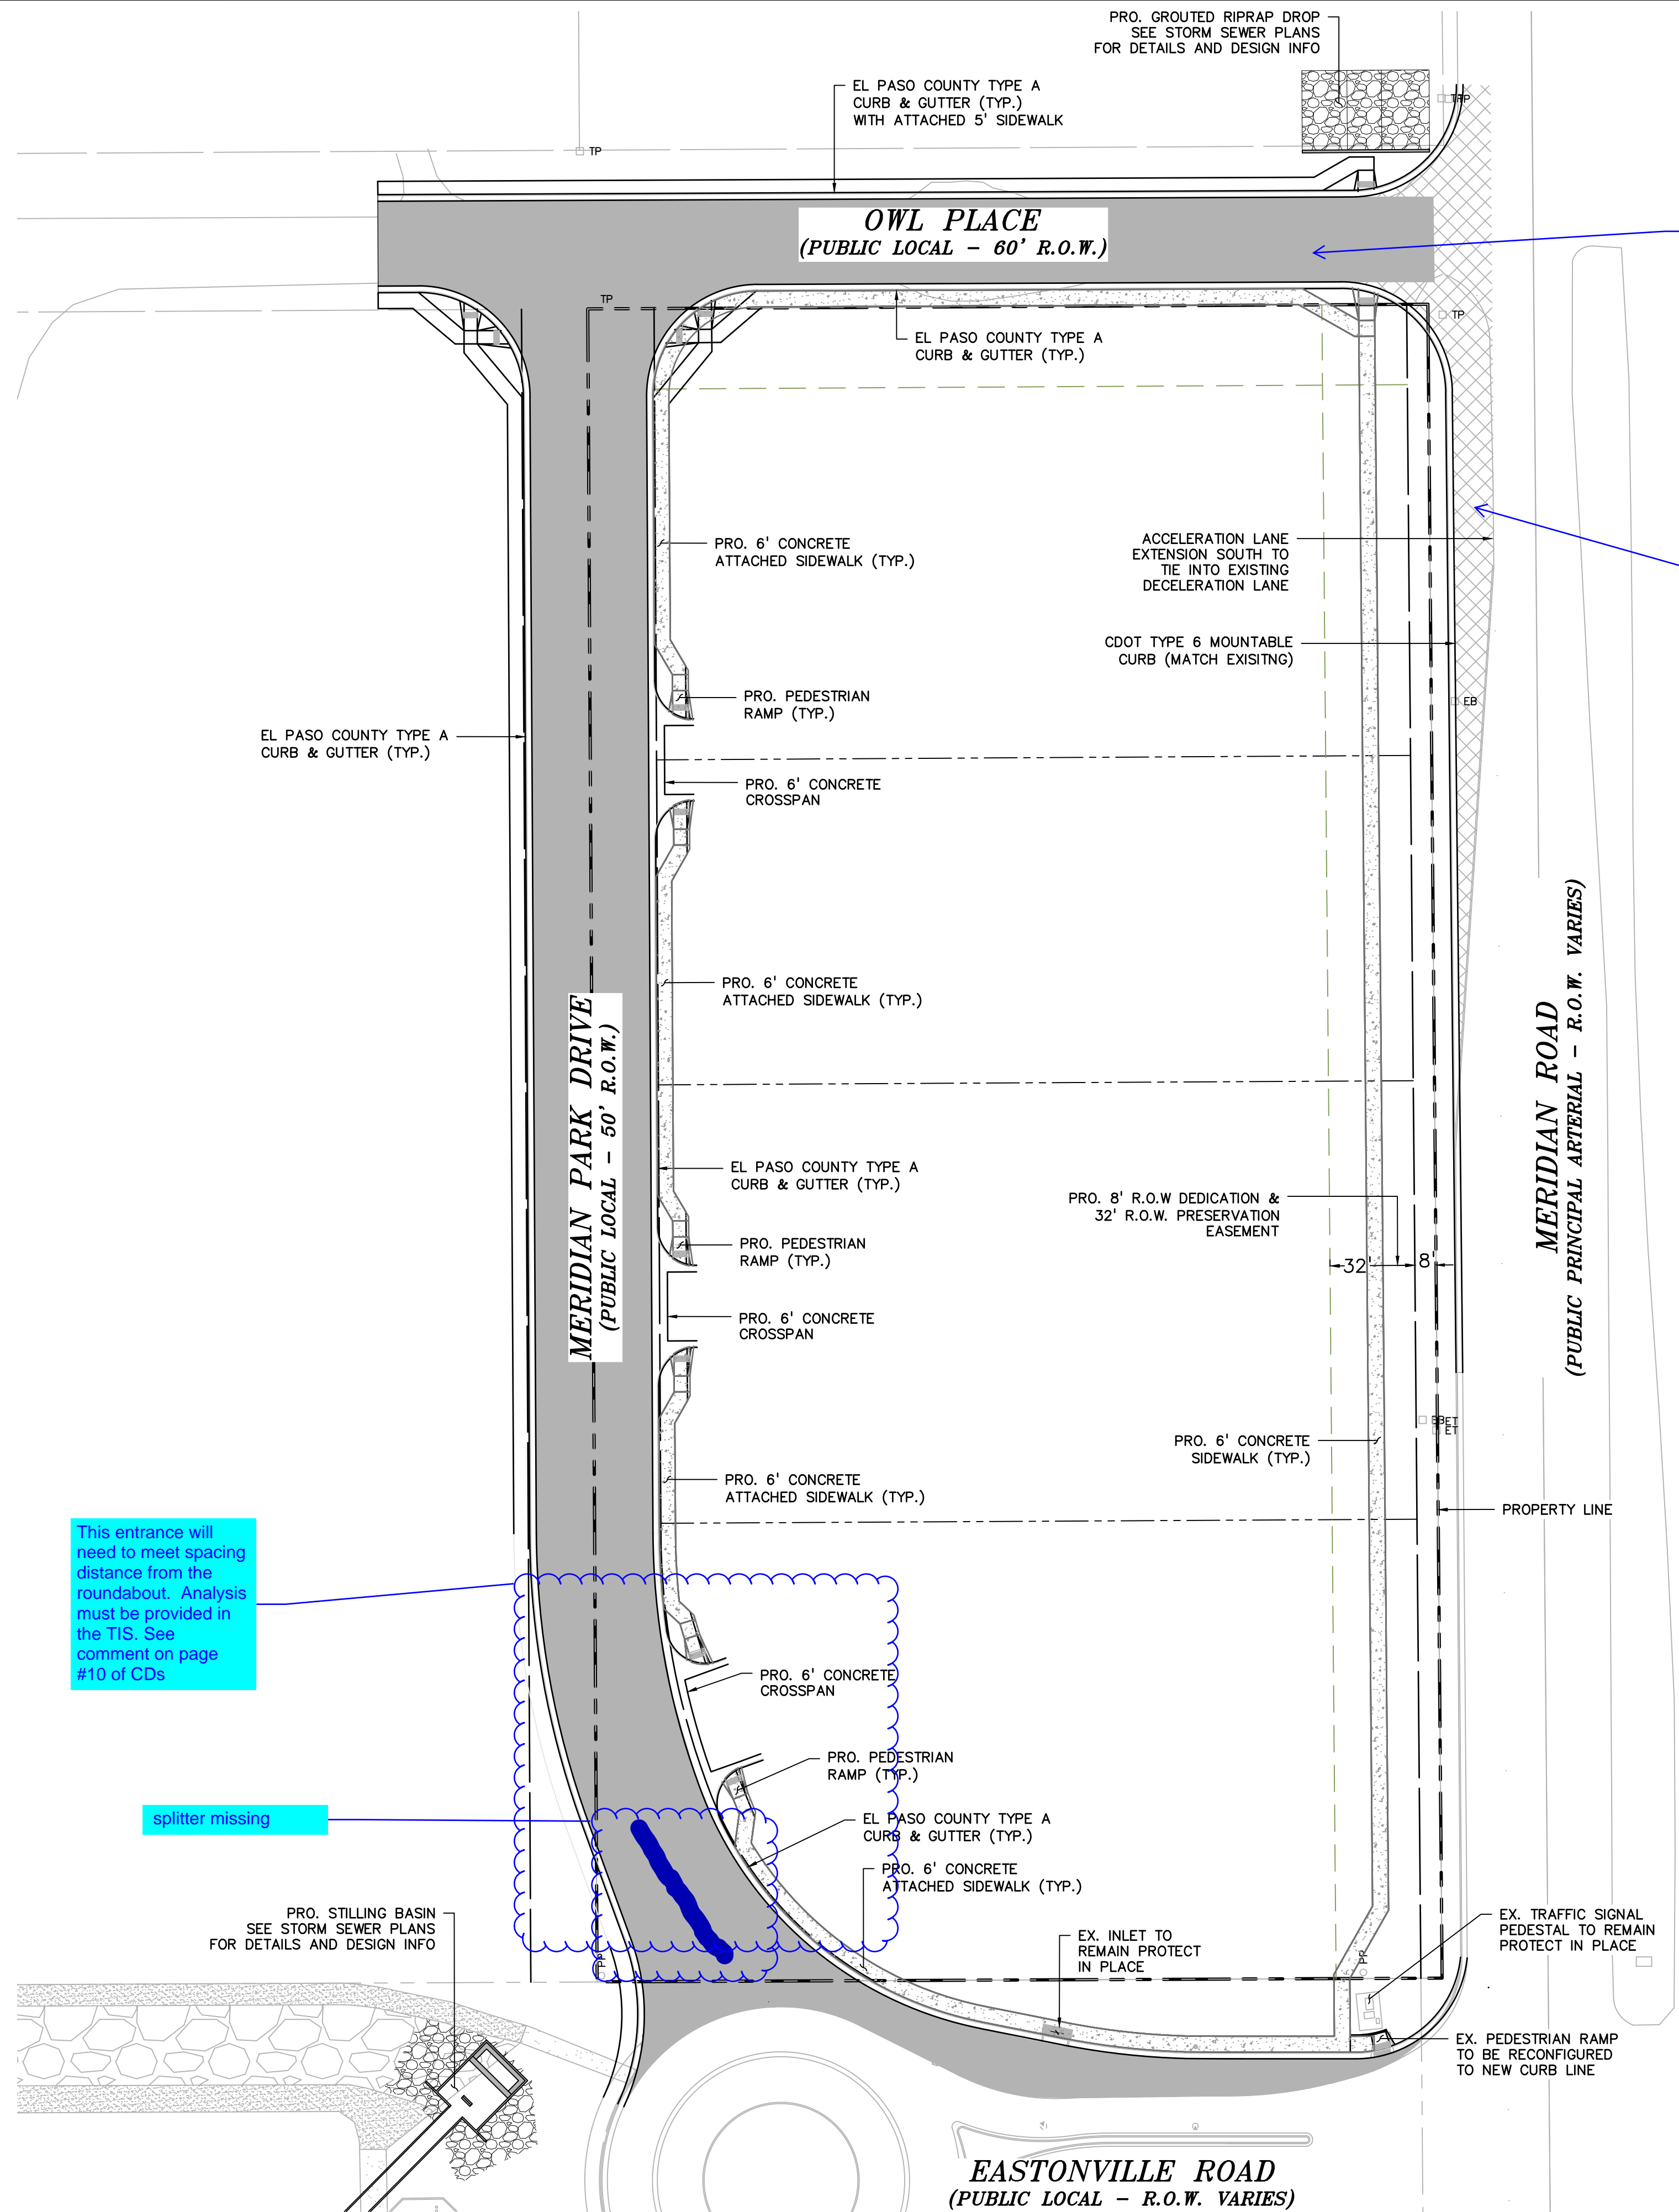 PRO. GROUTED RIPRAP DROP
SEE STORM SEWER PLANS
FOR DETAILS AND DESIGN INFO
EL PASO COUNTY TYPE A
CURB & GUTTER (TYP.)
WITH ATTACHED 5' SIDEWALK
TP
OWL PLACE
(PUBLIC LOCAL - 60' R.O.W.)
TP
TP
EL PASO COUNTY TYPE A
CURB & GUTTER (TYP.)
PRO. 6' CONCRETE
ATTACHED SIDEWALK (TYP.)
ACCELERATION LANE
EXTENSION SOUTH TO
TIE INTO EXISTING
DECELERATION LANE
CDOT TYPE 6 MOUNTABLE
CURB (MATCH EXISITNG)
PRO. PEDESTRIAN
RAMP (TYP.)
EB
EL PASO COUNTY TYPE A
CURB & GUTTER (TYP.)
PRO. 6' CONCRETE
CROSSPAN
PRO. 6' CONCRETE
ATTACHED SIDEWALK (TYP.)
MERIDIAN PARK DRIVE
(PUBLIC LOCAL - 50' R.O.W.)
MERIDIAN ROAD
(PUBLIC PRINCIPAL ARTERIAL - R.O.W. VARIES)
EL PASO COUNTY TYPE A
CURB & GUTTER (TYP.)
PRO. 8' R.O.W DEDICATION &
32' R.O.W. PRESERVATION
EASEMENT
PRO. PEDESTRIAN
RAMP (TYP.)
32'
8'
PRO. 6' CONCRETE
CROSSPAN
ET
PRO. 6' CONCRETE
SIDEWALK (TYP.)
PRO. 6' CONCRETE
ATTACHED SIDEWALK (TYP.)
PROPERTY LINE
This entrance will
need to meet spacing
distance from the
roundabout. Analysis
must be provided in
the TIS. See
comment on page
#10 of CDs
PRO. 6' CONCRETE
CROSSPAN
PRO. PEDESTRIAN
RAMP (TYP.)
splitter missing
EL PASO COUNTY TYPE A
CURB & GUTTER (TYP.)
PRO. 6' CONCRETE
ATTACHED SIDEWALK (TYP.)
PRO. STILLING BASIN
SEE STORM SEWER PLANS
FOR DETAILS AND DESIGN INFO
EX. INLET TO
REMAIN PROTECT
IN PLACE
EX. TRAFFIC SIGNAL
PEDESTAL TO REMAIN
PROTECT IN PLACE
PP
PP
EX. PEDESTRIAN RAMP
TO BE RECONFIGURED
TO NEW CURB LINE
EASTONVILLE ROAD
(PUBLIC LOCAL - R.O.W. VARIES)